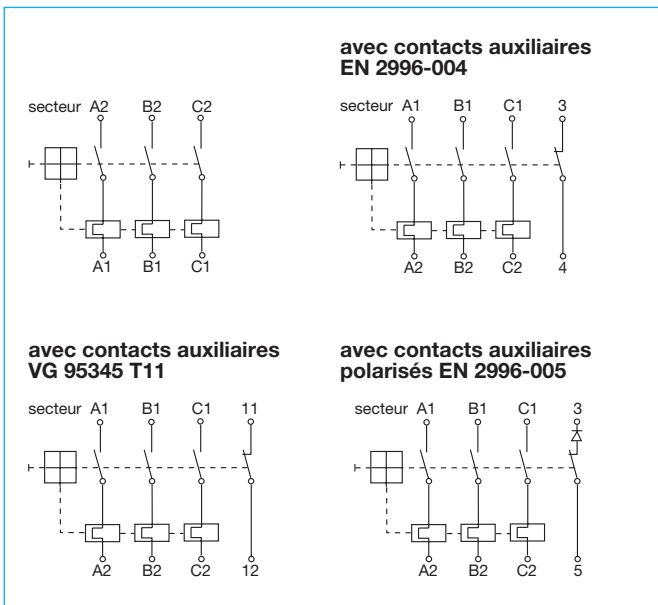 secteur A2 B2 C2
A1 B1 C1
avec contacts auxiliaires
EN 2996-004
secteur A1 B1 C1 3
A2 B2 C2 4
avec contacts auxiliaires
VG 95345 T11
secteur A1 B1 C1 11
A2 B2 C2 12
avec contacts auxiliaires
polarisés EN 2996-005
secteur A1 B1 C1 3
A2 B2 C2 5